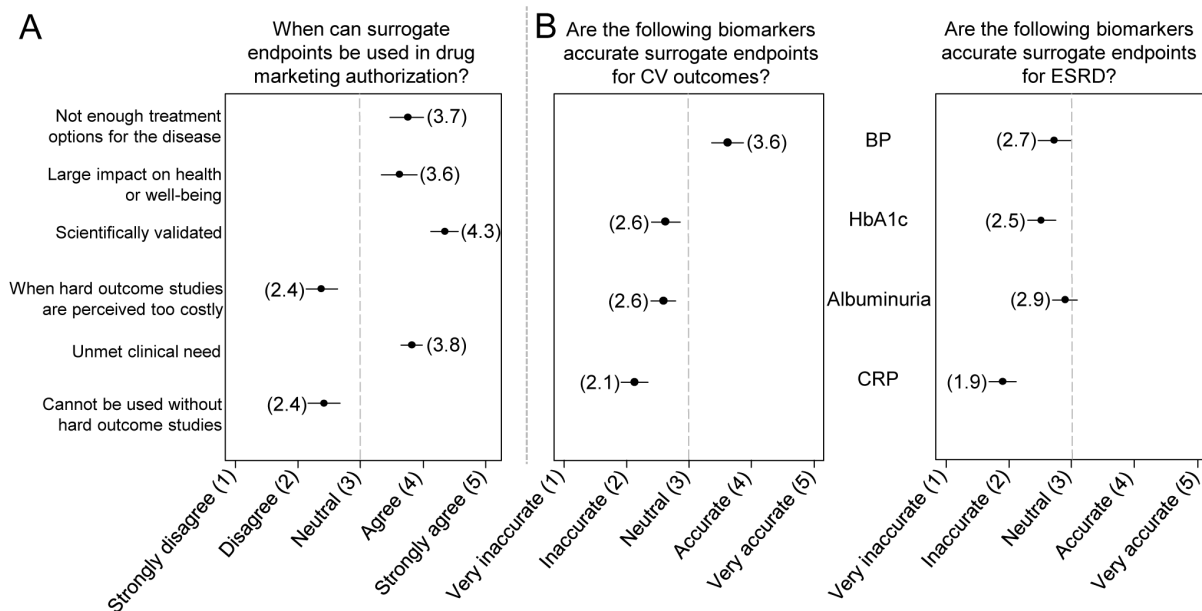 A
When can surrogate
endpoints be used in drug
marketing authorization?
Not enough treatment
options for the disease
(3.7)
Large impact on health
or well-being
(3.6)
Scientifically validated
(4.3)
When hard outcome studies
are perceived too costly
(2.4)
Unmet clinical need
(3.8)
Cannot be used without
hard outcome studies
(2.4)
Strongly disagree (1)
Disagree (2)
Neutral (3)
Agree (4)
Strongly agree (5)
B
Are the following biomarkers
accurate surrogate endpoints
for CV outcomes?
(3.6)
(2.6)
(2.6)
(2.1)
Very inaccurate (1)
Inaccurate (2)
Neutral (3)
Accurate (4)
Very accurate (5)
BP
HbA1c
Albuminuria
CRP
Are the following biomarkers
accurate surrogate endpoints
for ESRD?
(2.7)
(2.5)
(2.9)
(1.9)
Very inaccurate (1)
Inaccurate (2)
Neutral (3)
Accurate (4)
Very accurate (5)